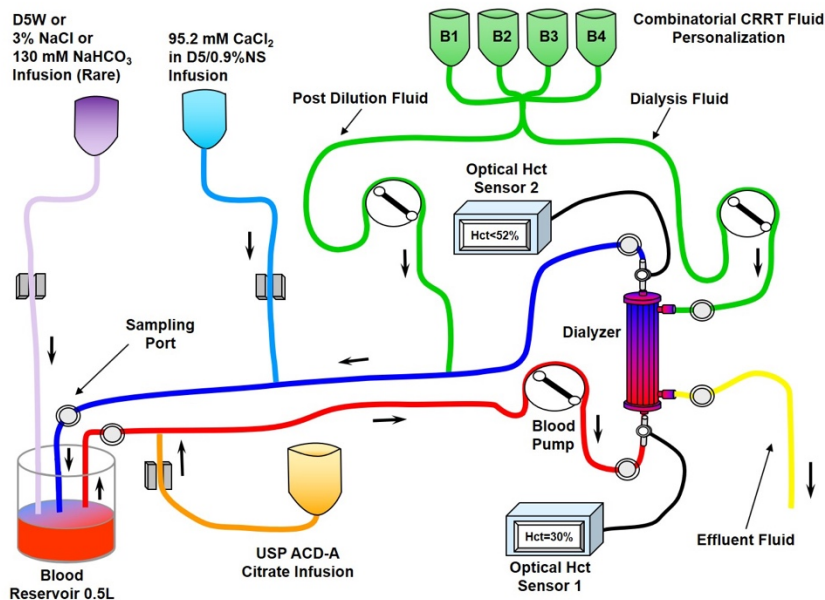 D5W or
3% NaCl or
130 mM NaHCO3
Infusion (Rare)
95.2 mM CaCl2
in D5/0.9%NS
Infusion
B1
B2
B3
B4
Combinatorial CRRT Fluid
Personalization
Post Dilution Fluid
Dialysis Fluid
Optical Hct
Sensor 2
Hct<52%
Sampling
Port
Dialyzer
Blood
Pump
USP ACD-A
Citrate Infusion
Hct=30%
Optical Hct
Sensor 1
Effluent Fluid
Blood
Reservoir 0.5L